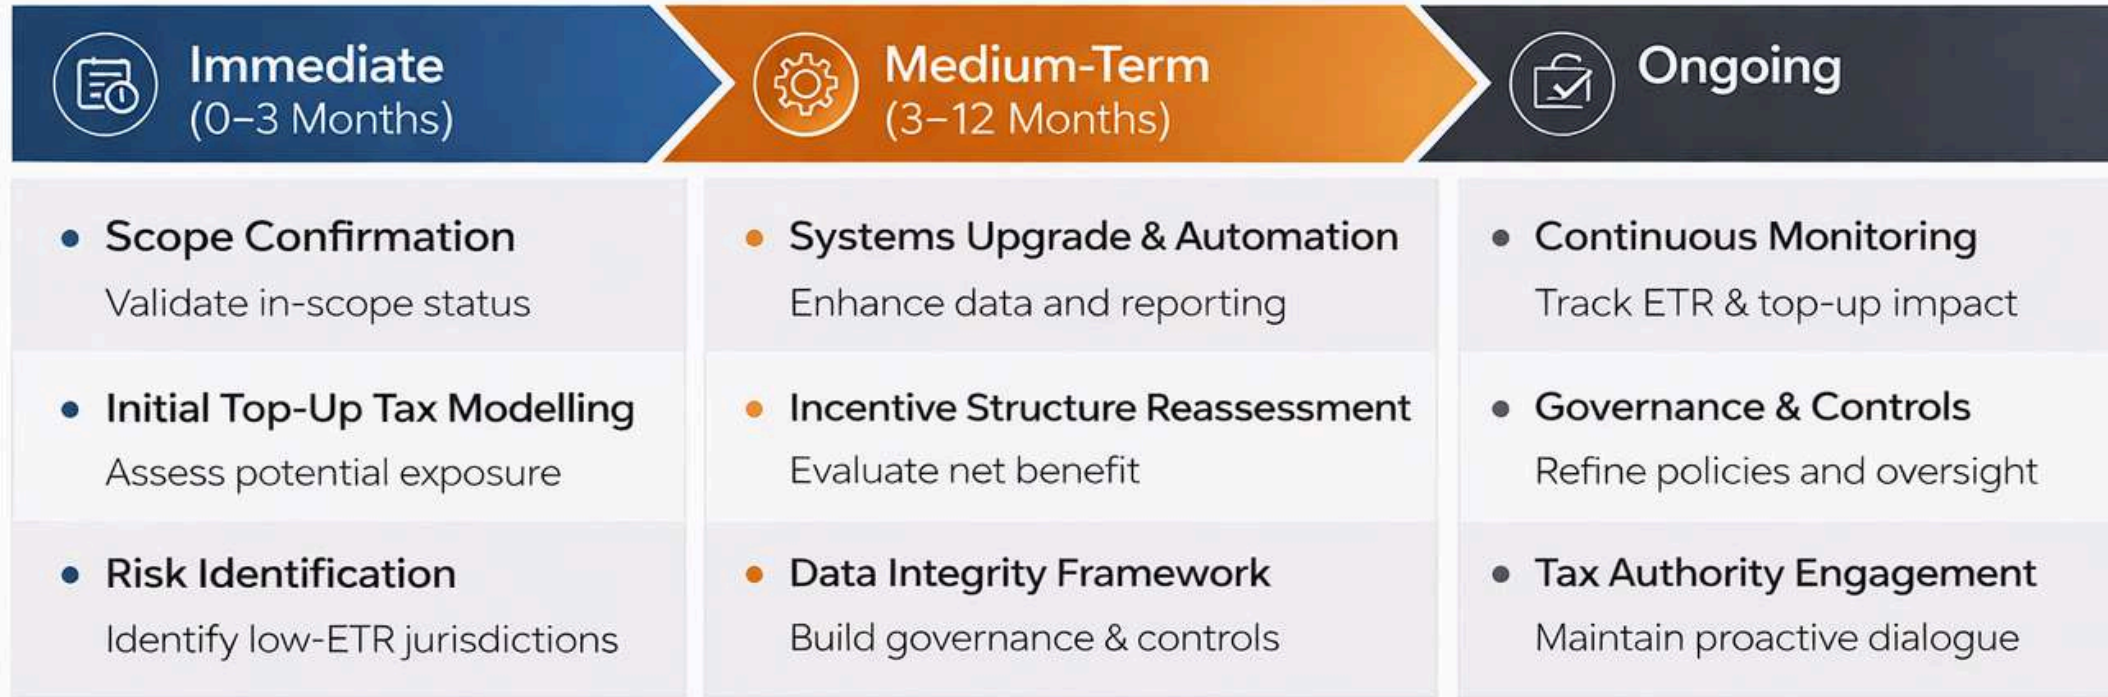 Immediate
(0–3 Months)
• Scope Confirmation
Validate in-scope status
• Initial Top-Up Tax Modelling
Assess potential exposure
• Risk Identification
Identify low-ETR jurisdictions
Medium-Term
(3–12 Months)
• Systems Upgrade & Automation
Enhance data and reporting
• Incentive Structure Reassessment
Evaluate net benefit
• Data Integrity Framework
Build governance & controls
Ongoing
• Continuous Monitoring
Track ETR & top-up impact
• Governance & Controls
Refine policies and oversight
• Tax Authority Engagement
Maintain proactive dialogue